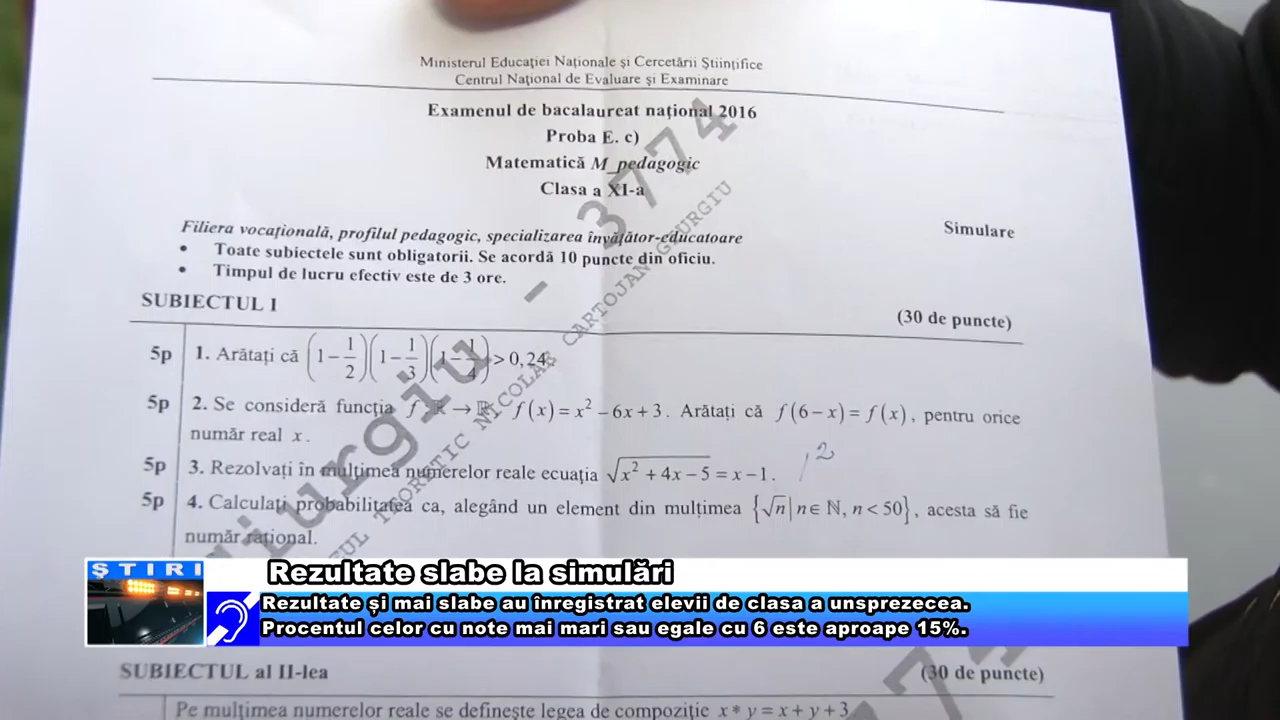 Ministerul Educației Naționale și Cercetării Științifice
Centrul Național de Evaluare și Examinare
Examenul de bacalaureat național 2016
Proba E. c)
Matematică M_pedagogic
Clasa a XI-a
Filiera vocațională, profilul pedagogic, specializarea învățător-educatoare
Simulare
• Toate subiectele sunt obligatorii. Se acordă 10 puncte din oficiu.
• Timpul de lucru efectiv este de 3 ore.
SUBIECTUL I
(30 de puncte)
5p 1. Arătați că (1 − 1/2)(1 − 1/3)(1 − 1/4) > 0,24.
5p 2. Se consideră funcția f : ℝ → ℝ, f(x) = x² − 6x + 3. Arătați că f(6 − x) = f(x), pentru orice
număr real x.
5p 3. Rezolvați în mulțimea numerelor reale ecuația √(x² + 4x − 5) = x − 1. /²
5p 4. Calculați probabilitatea ca, alegând un element din mulțimea {√n | n ∈ ℕ, n < 50}, acesta să fie
număr rațional.
Giurgiu - 3774
TEORETIC NICOLAE CARTOJAN GIURGIU
ŞTIRI
Rezultate slabe la simulări
Rezultate și mai slabe au înregistrat elevii de clasa a unsprezecea.
Procentul celor cu note mai mari sau egale cu 6 este aproape 15%.
SUBIECTUL al II-lea
(30 de puncte)
Pe mulțimea numerelor reale se definește legea de compoziție x * y = x + y + 3